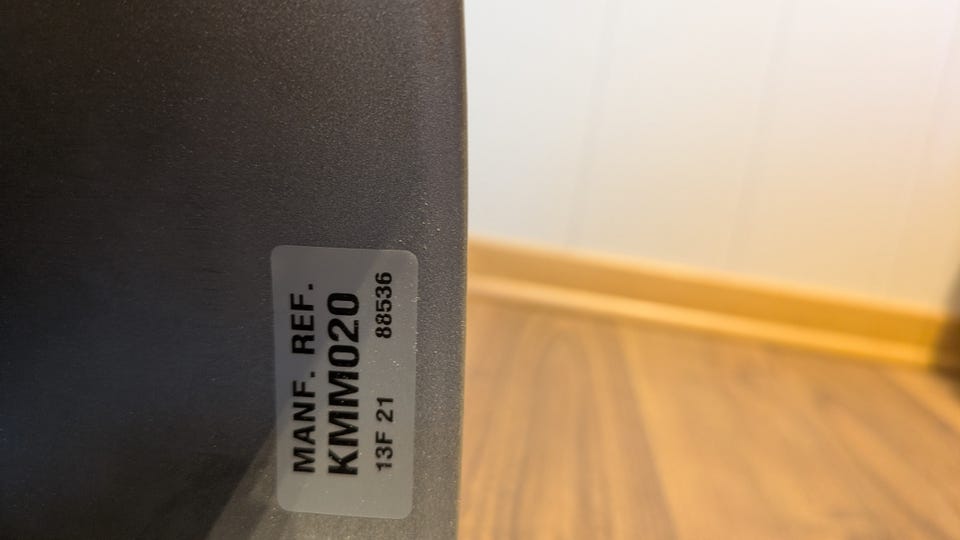 MANF. REF.
KMM020
13F 21 88536